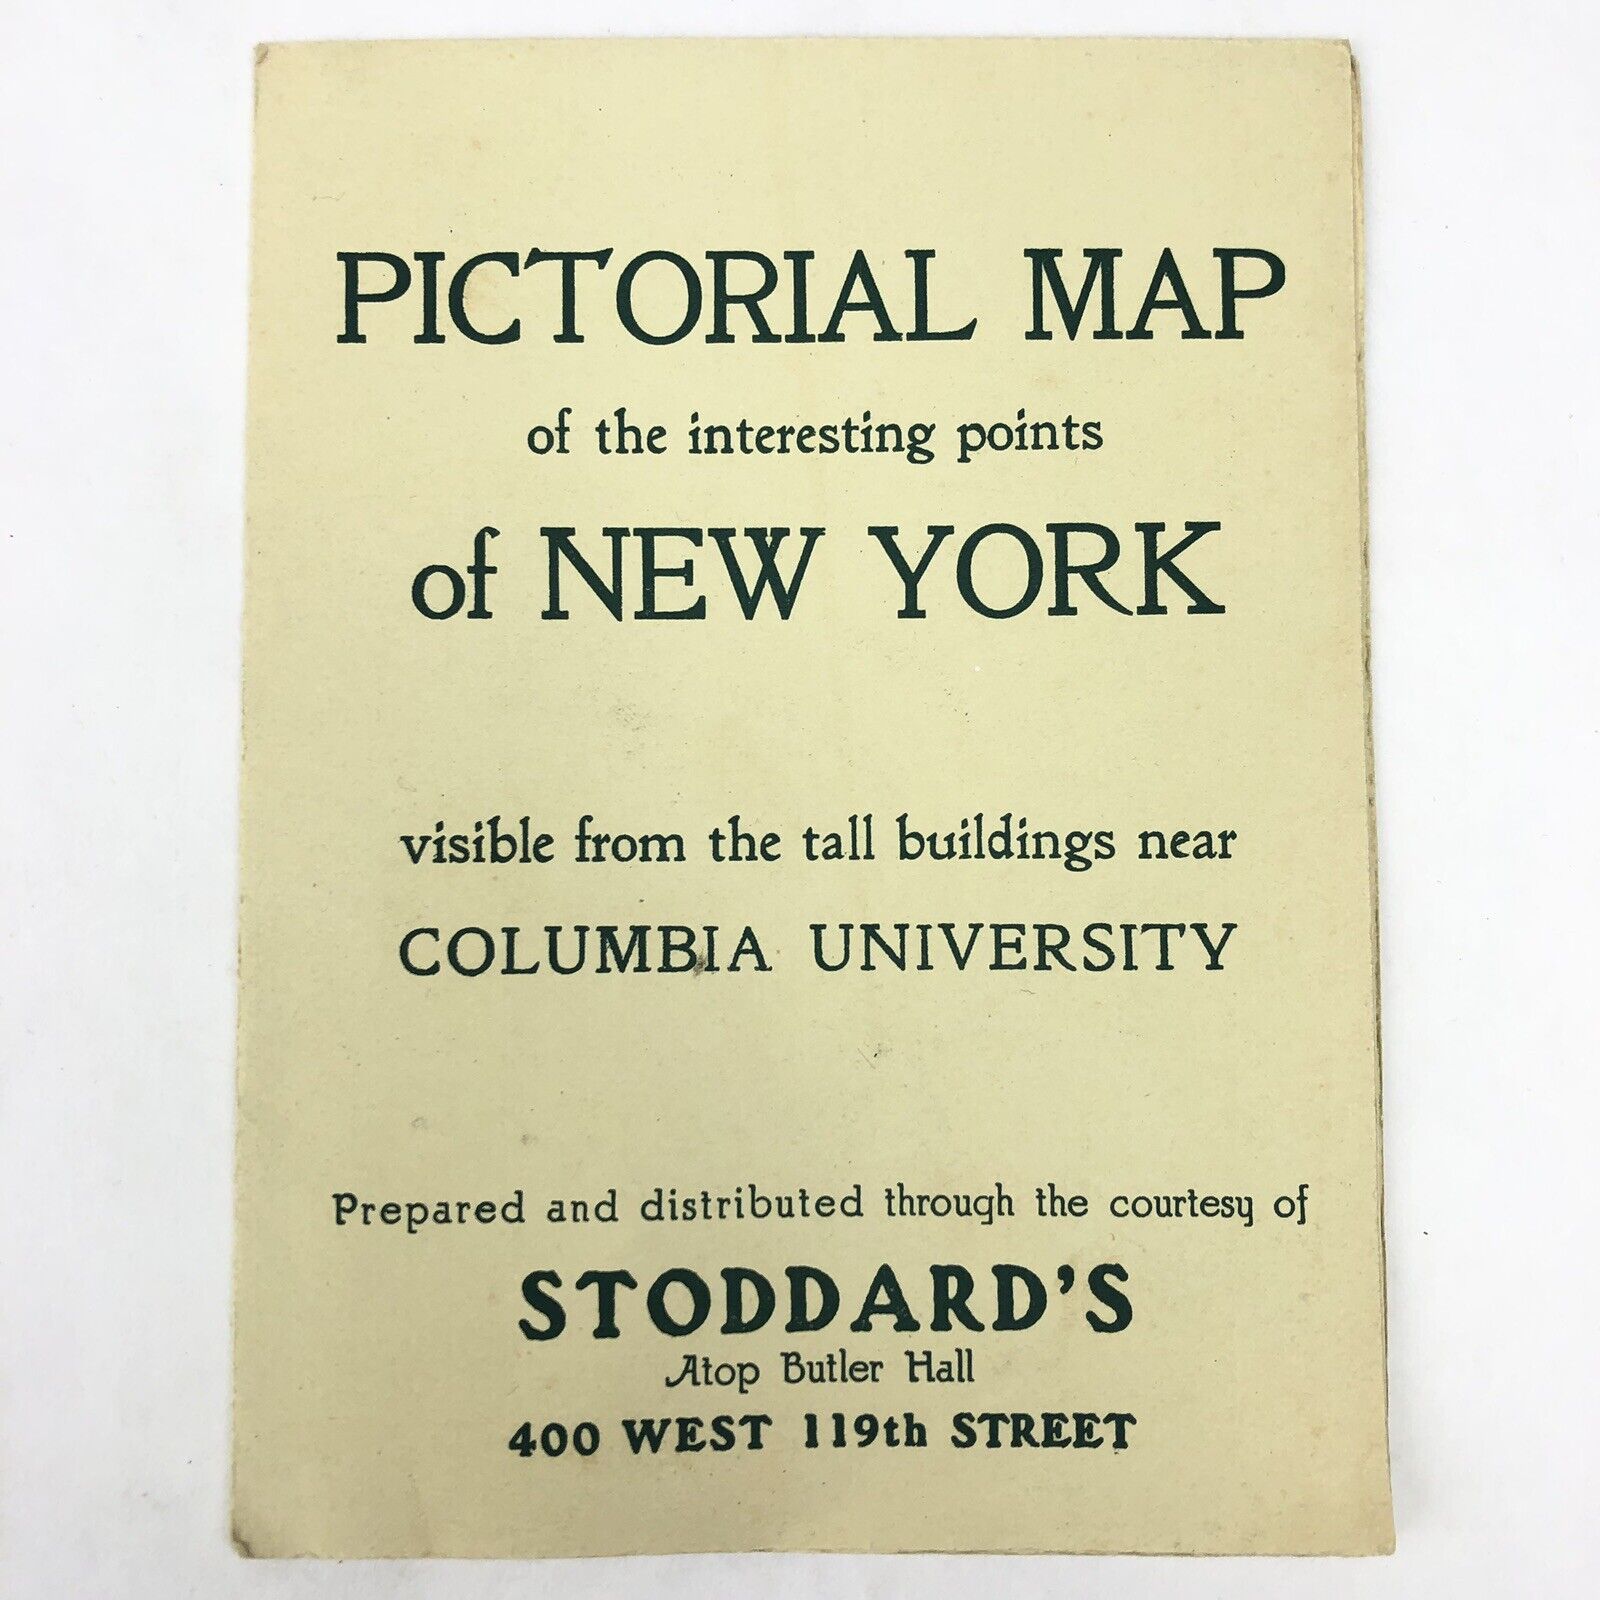 PICTORIAL MAP
of the interesting points
of NEW YORK
visible from the tall buildings near
COLUMBIA UNIVERSITY
Prepared and distributed through the courtesy of
STODDARD'S
Atop Butler Hall
400 WEST 119th STREET